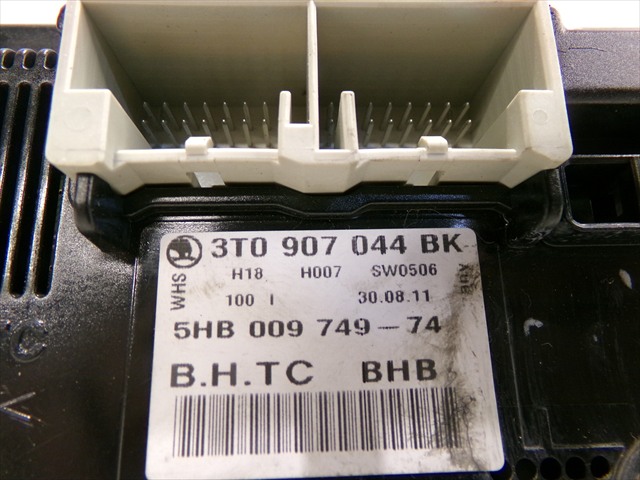 3T0 907 044 BK
H18 H007 SW0506
WHS
100 I 30.08.11
5HB 009 749-74
B.H.TC BHB